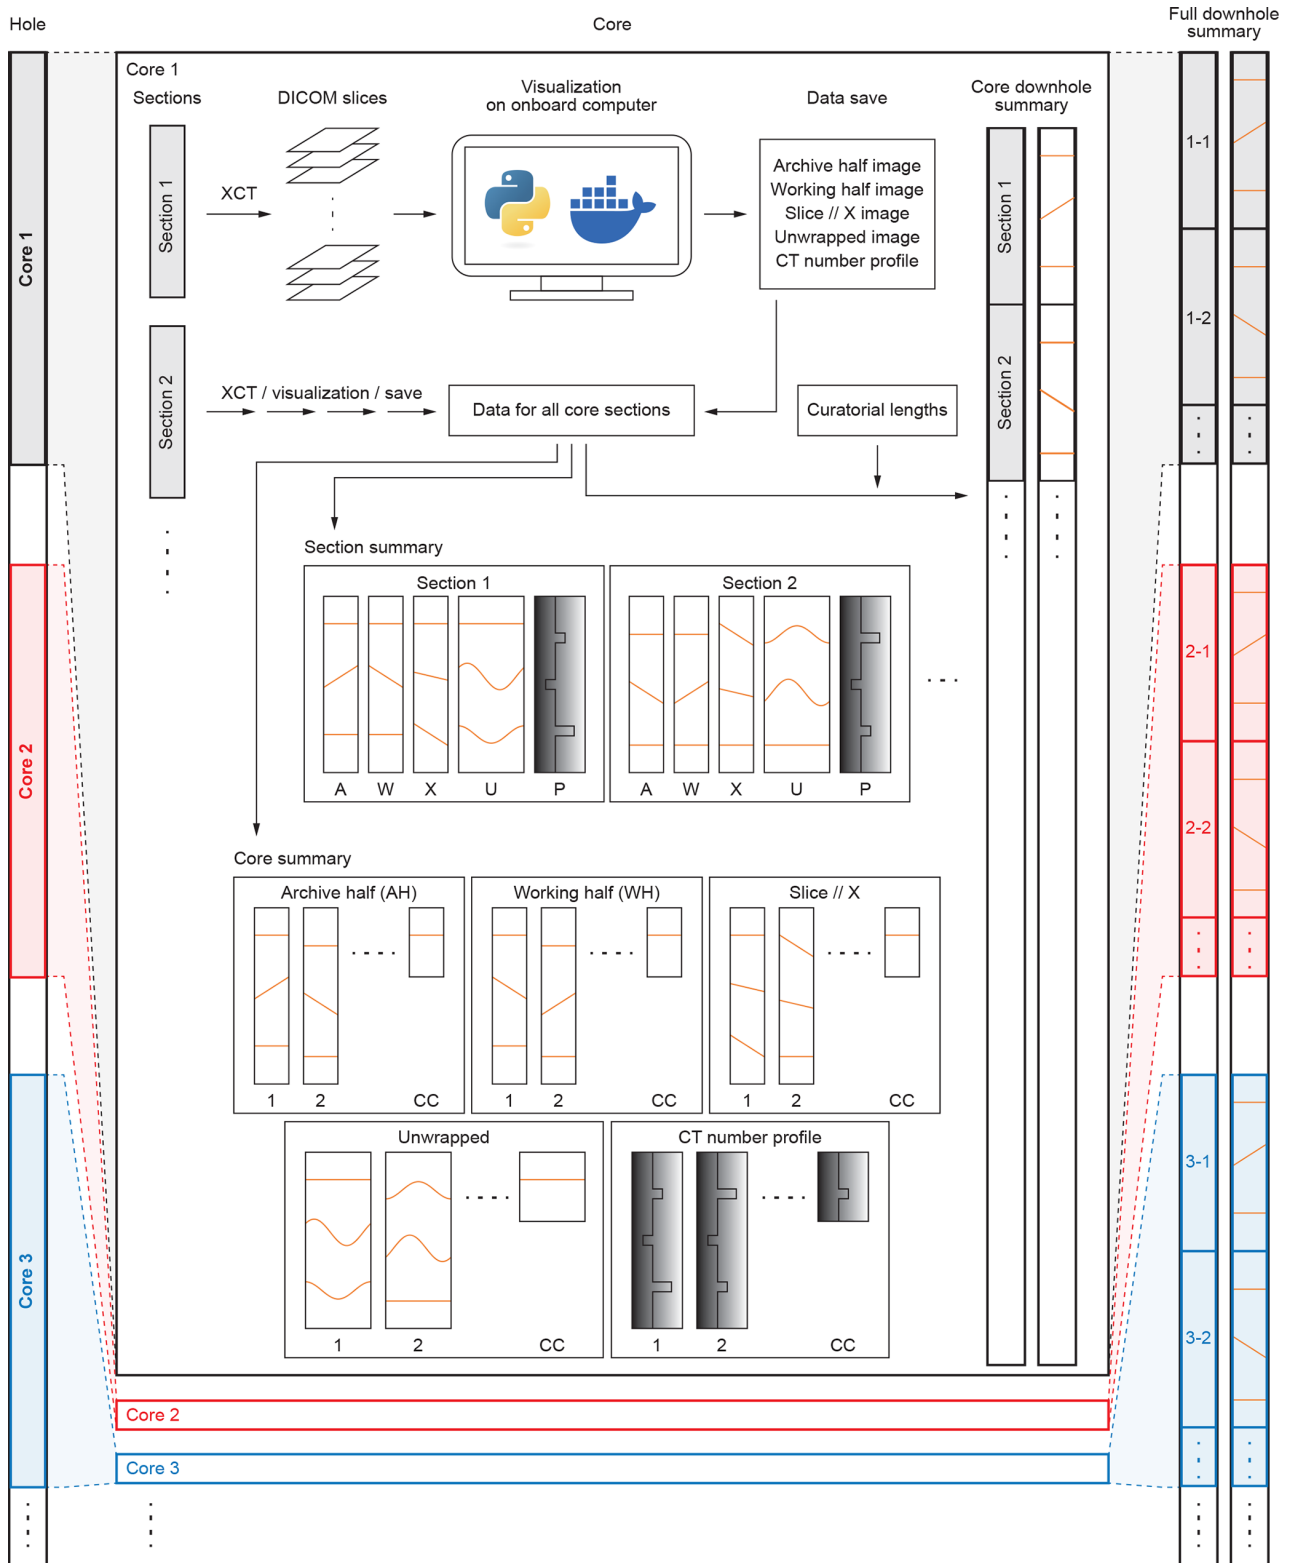 Hole
Core
Full downhole
summary
Core 1
Core 2
Core 3
Core 1
Sections
DICOM slices
Visualization
on onboard computer
Data save
Core downhole
summary
Section 1
XCT
Archive half image
Working half image
Slice // X image
Unwrapped image
CT number profile
Section 1
Section 2
Section 2
XCT / visualization / save
Data for all core sections
Curatorial lengths
Section summary
Section 1
A W X U P
Section 2
A W X U P
Core summary
Archive half (AH)
1 2 CC
Working half (WH)
1 2 CC
Slice // X
1 2 CC
Unwrapped
1 2 CC
CT number profile
1 2 CC
Core 2
Core 3
1-1
1-2
2-1
2-2
3-1
3-2